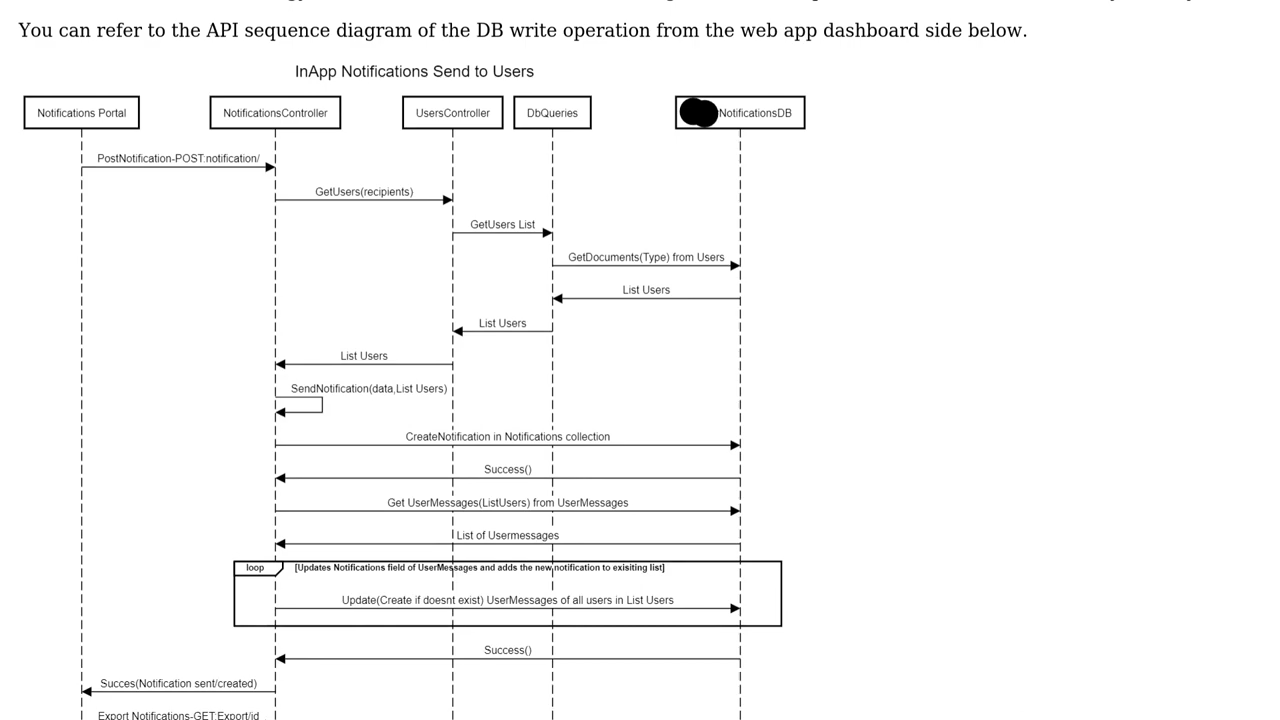 You can refer to the API sequence diagram of the DB write operation from the web app dashboard side below.
InApp Notifications Send to Users
Notifications Portal
NotificationsController
UsersController
DbQueries
NotificationsDB
PostNotification-POST:notification/
GetUsers(recipients)
GetUsers List
GetDocuments(Type) from Users
List Users
List Users
List Users
SendNotification(data,List Users)
CreateNotification in Notifications collection
Success()
Get UserMessages(ListUsers) from UserMessages
List of Usermessages
loop [Updates Notifications field of UserMessages and adds the new notification to exisiting list]
Update(Create if doesnt exist) UserMessages of all users in List Users
Success()
Succes(Notification sent/created)
Export Notifications-GET:Export/id